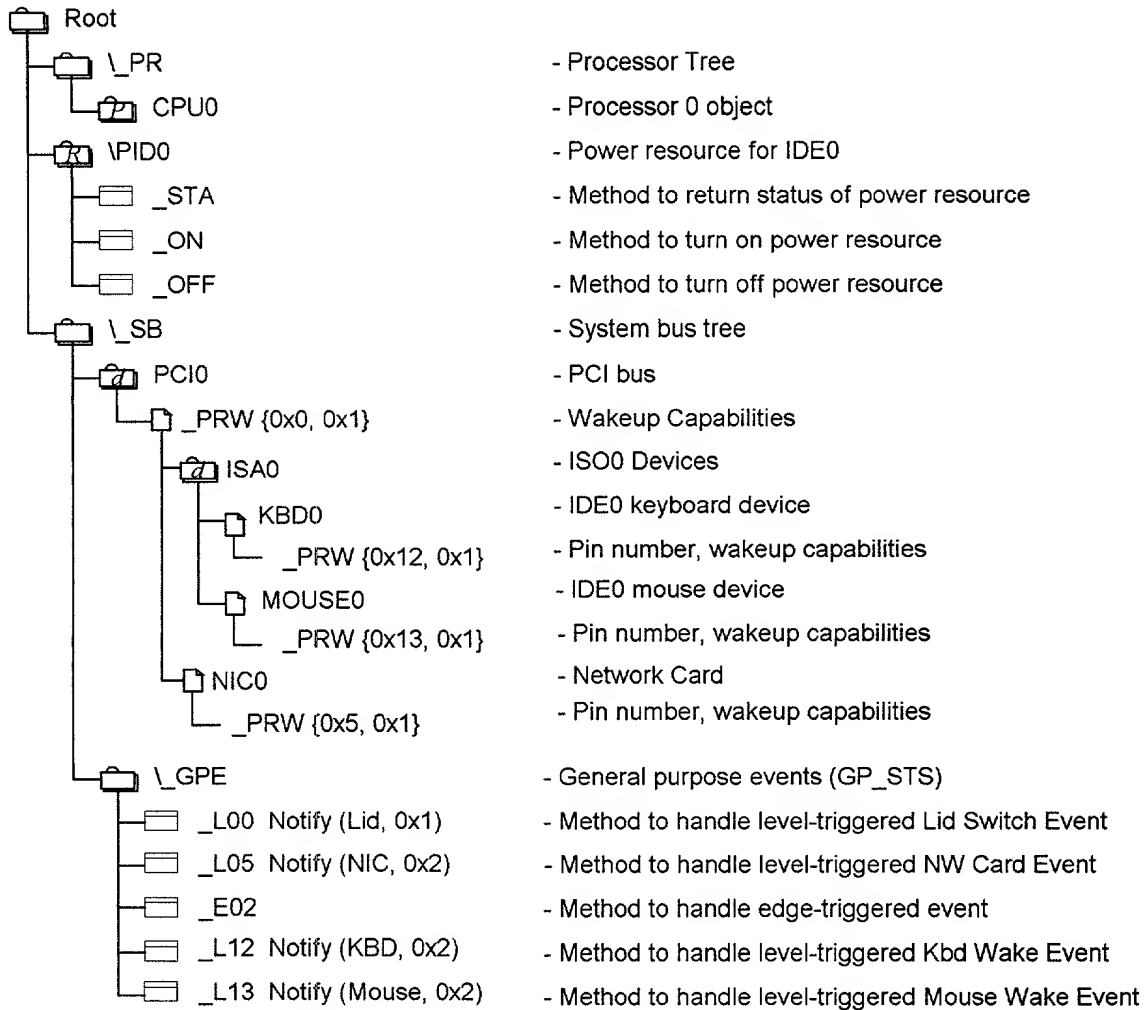 Root
\_PR - Processor Tree
P CPU0 - Processor 0 object
R \PID0 - Power resource for IDE0
_STA - Method to return status of power resource
_ON - Method to turn on power resource
_OFF - Method to turn off power resource
\_SB - System bus tree
d PCI0 - PCI bus
_PRW {0x0, 0x1} - Wakeup Capabilities
d ISA0 - ISO0 Devices
KBD0 - IDE0 keyboard device
_PRW {0x12, 0x1} - Pin number, wakeup capabilities
MOUSE0 - IDE0 mouse device
_PRW {0x13, 0x1} - Pin number, wakeup capabilities
NIC0 - Network Card
_PRW {0x5, 0x1} - Pin number, wakeup capabilities
\_GPE - General purpose events (GP_STS)
_L00 Notify (Lid, 0x1) - Method to handle level-triggered Lid Switch Event
_L05 Notify (NIC, 0x2) - Method to handle level-triggered NW Card Event
_E02 - Method to handle edge-triggered event
_L12 Notify (KBD, 0x2) - Method to handle level-triggered Kbd Wake Event
_L13 Notify (Mouse, 0x2) - Method to handle level-triggered Mouse Wake Event